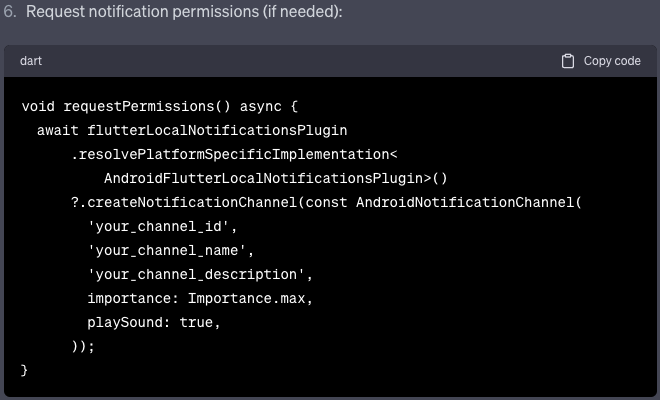 6. Request notification permissions (if needed):
dart
Copy code
void requestPermissions() async {
  await flutterLocalNotificationsPlugin
      .resolvePlatformSpecificImplementation<
          AndroidFlutterLocalNotificationsPlugin>()
      ?.createNotificationChannel(const AndroidNotificationChannel(
        'your_channel_id',
        'your_channel_name',
        'your_channel_description',
        importance: Importance.max,
        playSound: true,
      ));
}